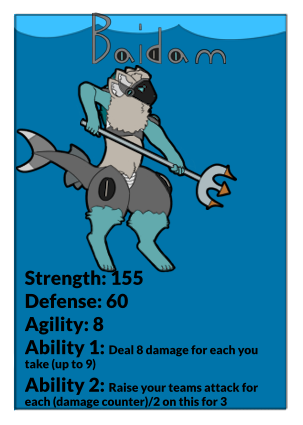 Baidam
Strength: 155
Defense: 60
Agility: 8
Ability 1: Deal 8 damage for each you
take (up to 9)
Ability 2: Raise your teams attack for
each (damage counter)/2 on this for 3